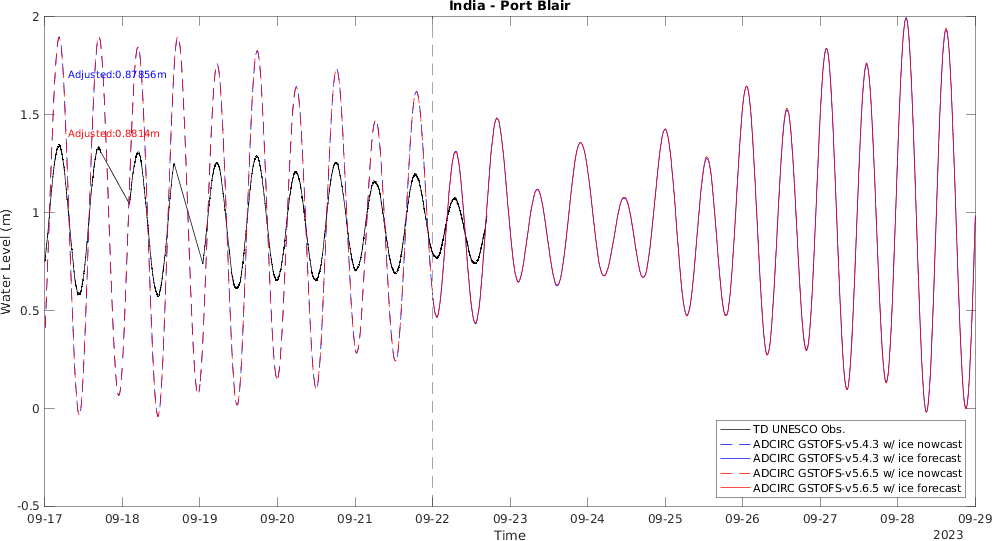 India - Port Blair
2
1.5
1
0.5
0
-0.5
Water Level (m)
Adjusted:0.87856m
Adjusted:0.8814m
TD UNESCO Obs.
ADCIRC GSTOFS-v5.4.3 w/ ice nowcast
ADCIRC GSTOFS-v5.4.3 w/ ice forecast
ADCIRC GSTOFS-v5.6.5 w/ ice nowcast
ADCIRC GSTOFS-v5.6.5 w/ ice forecast
09-17 09-18 09-19 09-20 09-21 09-22 09-23 09-24 09-25 09-26 09-27 09-28 09-29
Time
2023